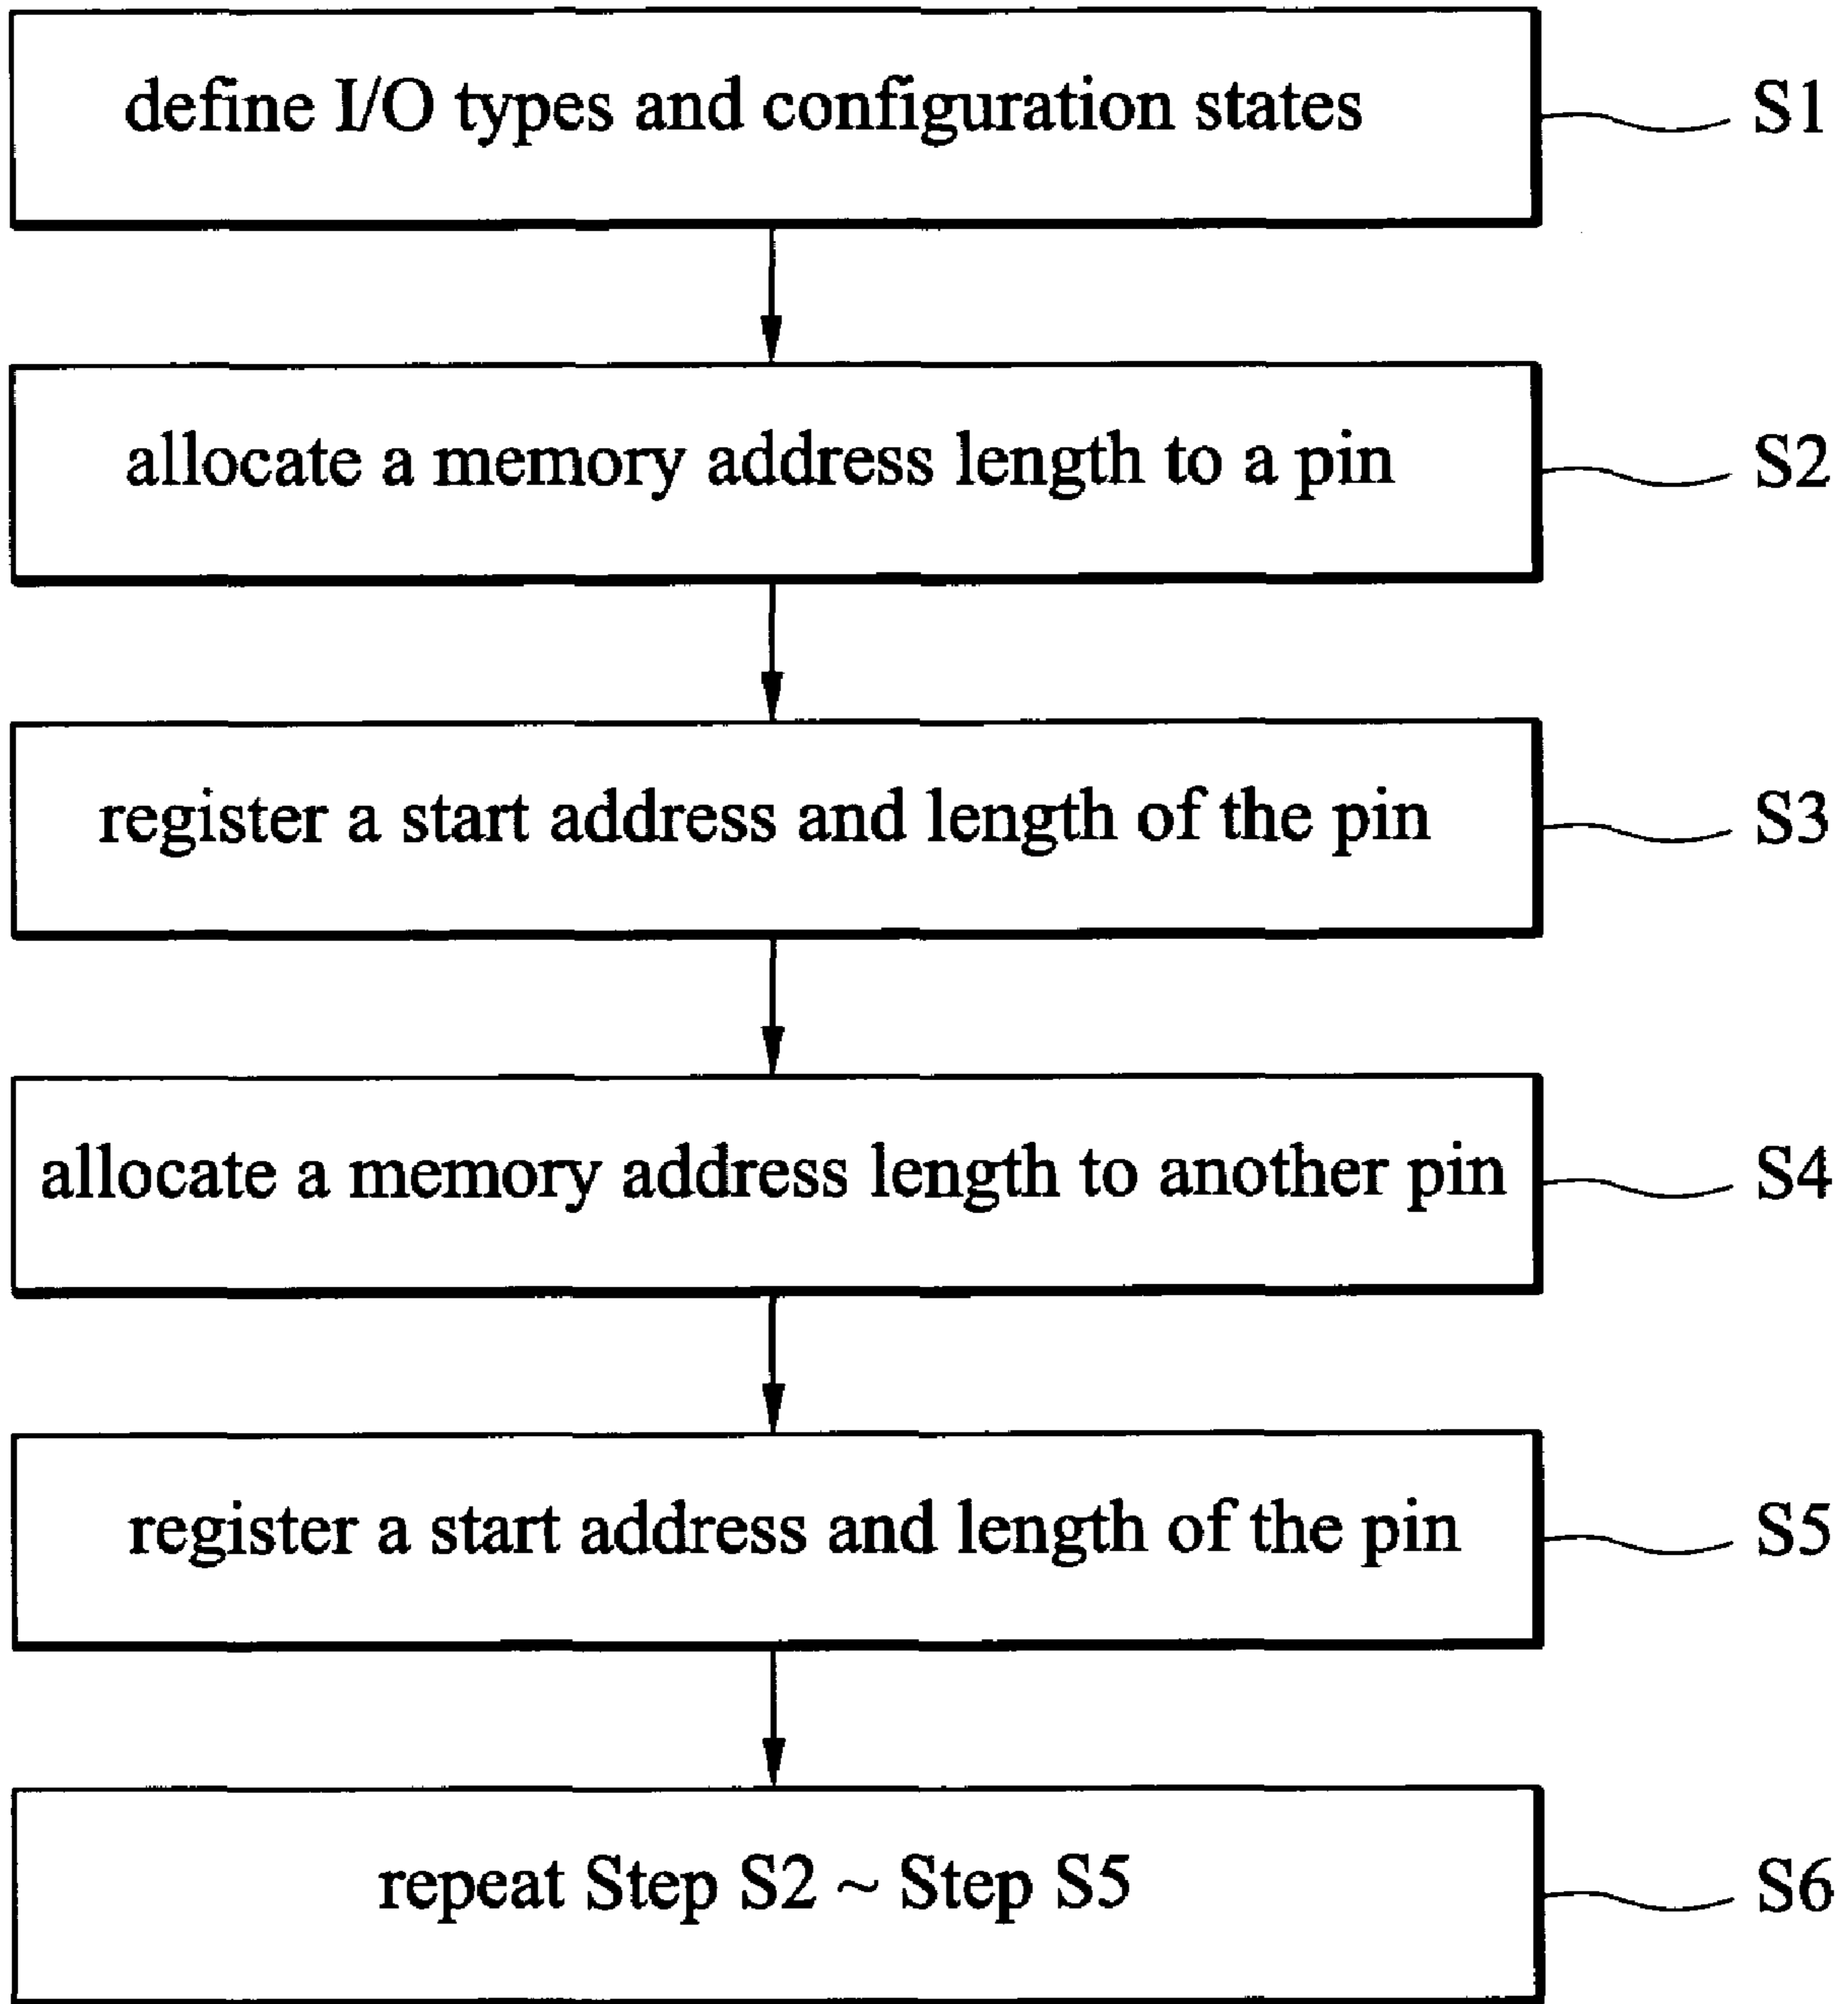 define I/O types and configuration states
S1
allocate a memory address length to a pin
S2
register a start address and length of the pin
S3
allocate a memory address length to another pin
S4
register a start address and length of the pin
S5
repeat Step S2 ~ Step S5
S6